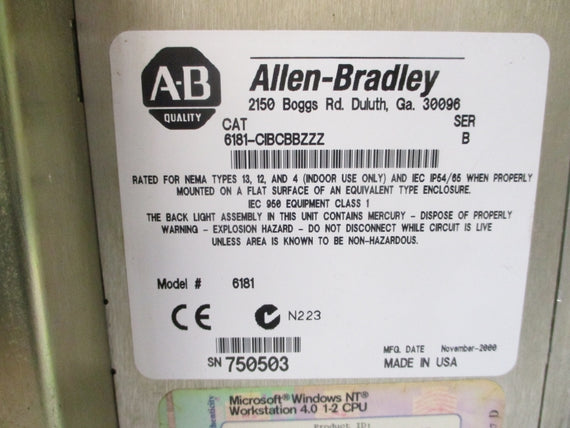 A-B
QUALITY
Allen-Bradley
2150 Boggs Rd. Duluth, Ga. 30096
CAT SER
6181-CIBCBBZZZ B
RATED FOR NEMA TYPES 13, 12, AND 4 (INDOOR USE ONLY) AND IEC IP54/65 WHEN PROPERLY
MOUNTED ON A FLAT SURFACE OF AN EQUIVALENT TYPE ENCLOSURE.
IEC 950 EQUIPMENT CLASS 1
THE BACK LIGHT ASSEMBLY IN THIS UNIT CONTAINS MERCURY - DISPOSE OF PROPERLY
WARNING - EXPLOSION HAZARD - DO NOT DISCONNECT WHILE CIRCUIT IS LIVE
UNLESS AREA IS KNOWN TO BE NON-HAZARDOUS.
Model # 6181
CE N223
MFG. DATE November-2000
SN 750503 MADE IN USA
Microsoft® Windows NT®
Workstation 4.0 1-2 CPU
Product ID: